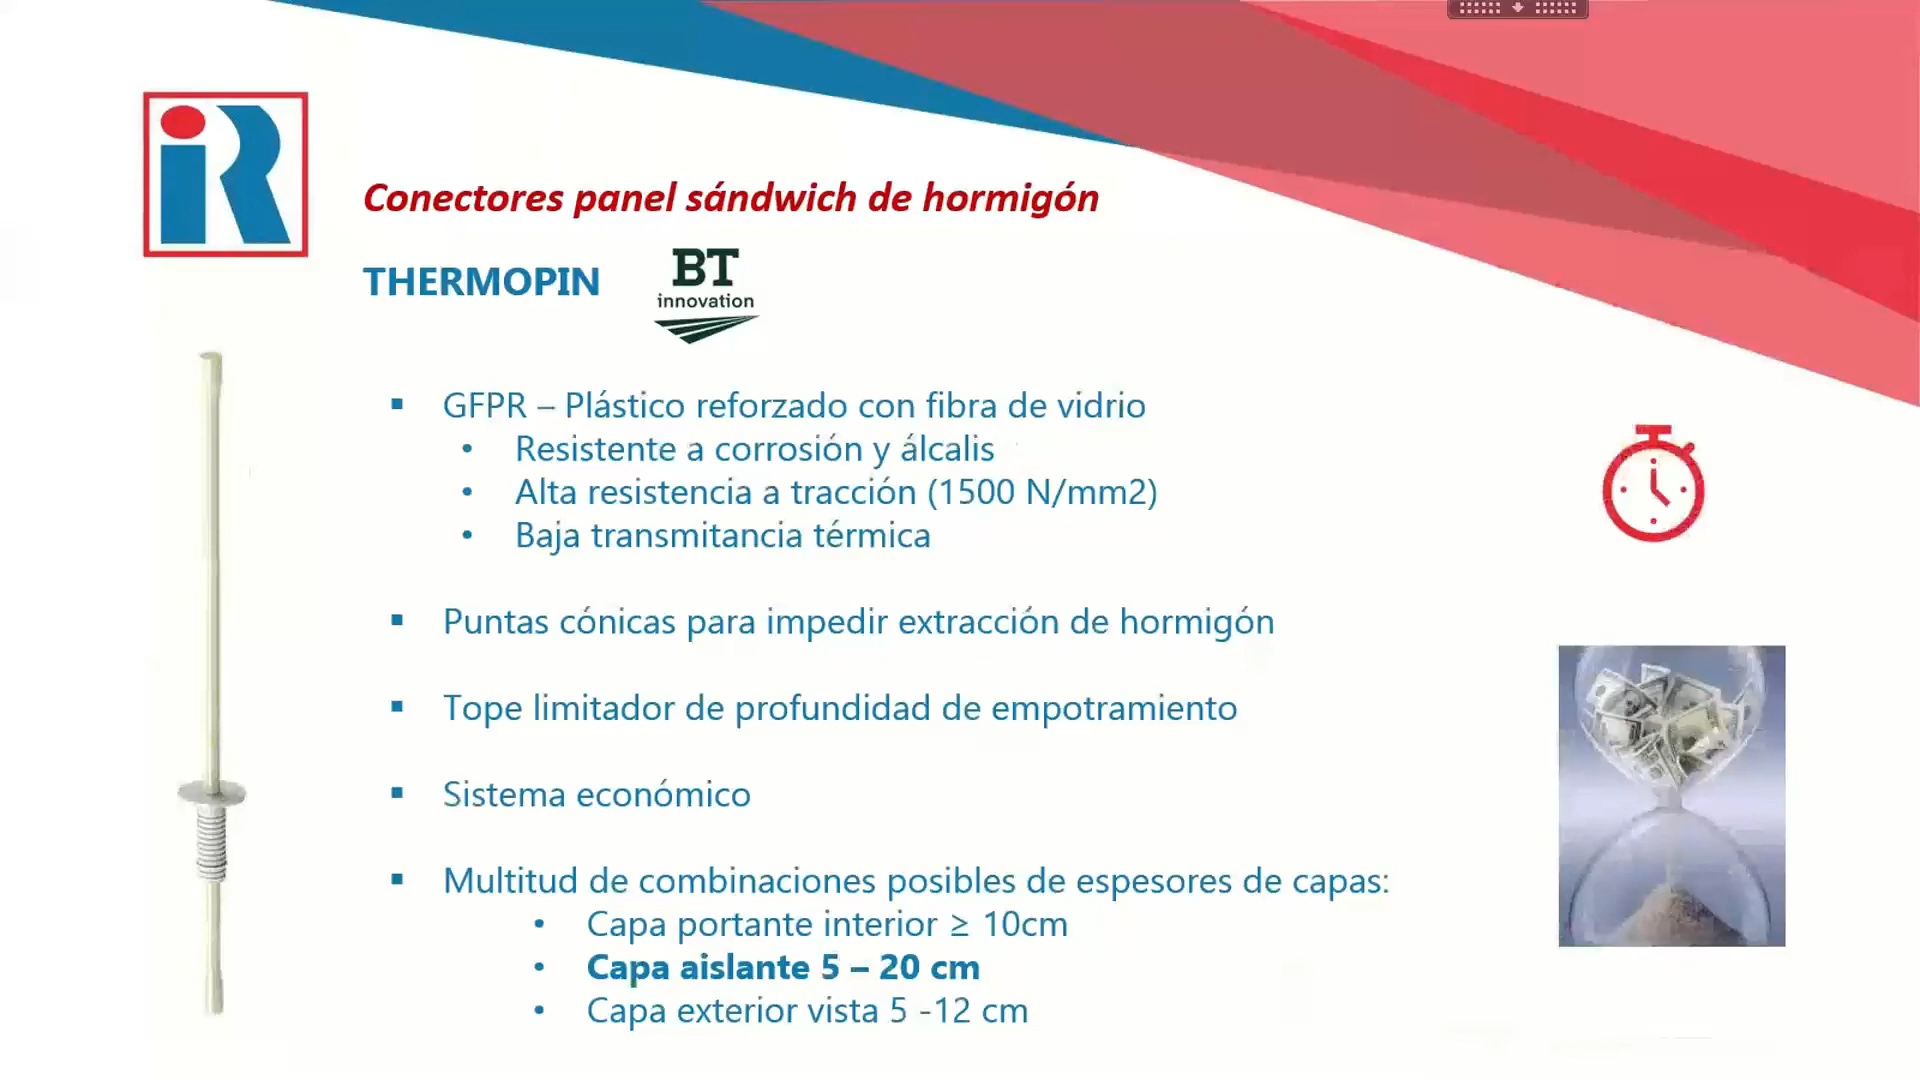 iR
Conectores panel sándwich de hormigón
THERMOPIN
BT
innovation
▪ GFPR – Plástico reforzado con fibra de vidrio
• Resistente a corrosión y álcalis
• Alta resistencia a tracción (1500 N/mm2)
• Baja transmitancia térmica
▪ Puntas cónicas para impedir extracción de hormigón
▪ Tope limitador de profundidad de empotramiento
▪ Sistema económico
▪ Multitud de combinaciones posibles de espesores de capas:
• Capa portante interior ≥ 10cm
• Capa aislante 5 – 20 cm
• Capa exterior vista 5 -12 cm